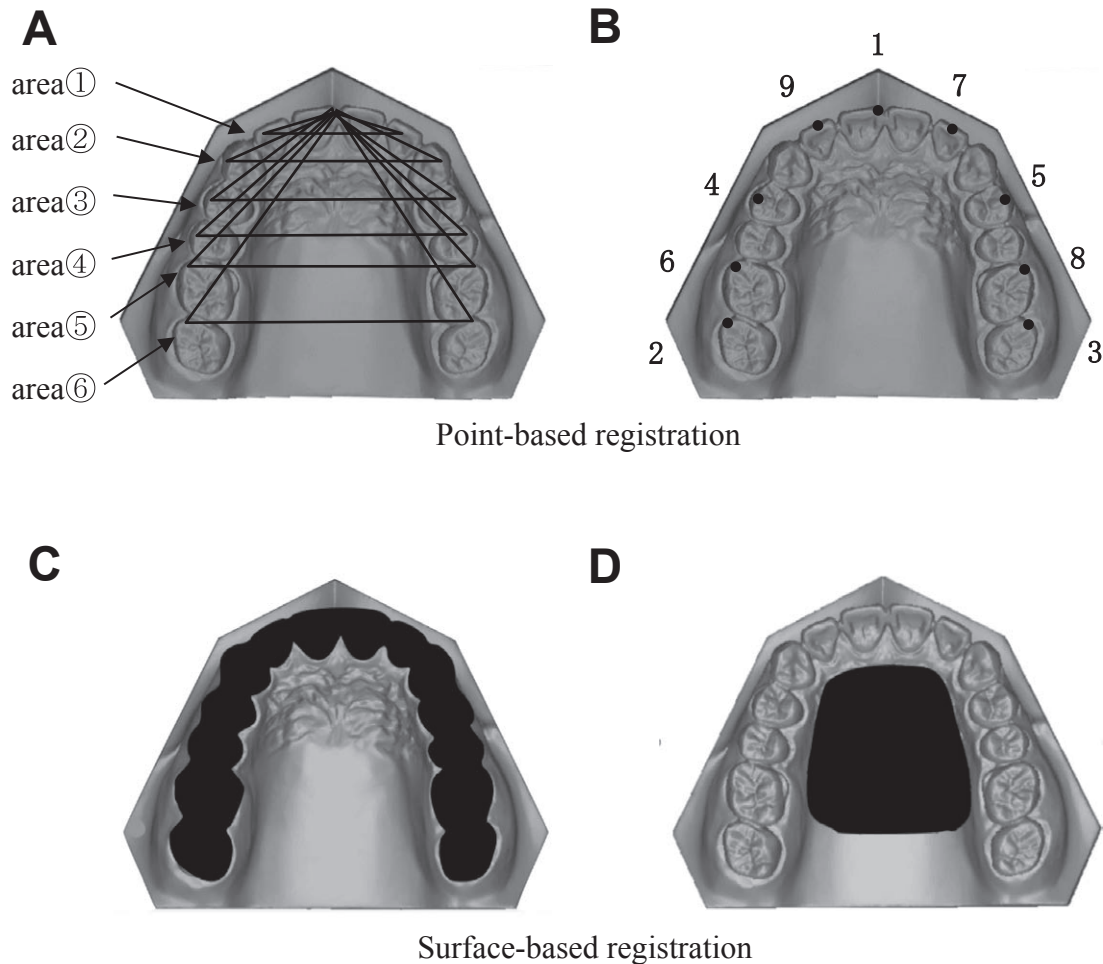 A
B
area①
area②
area③
area④
area⑤
area⑥
1
9
7
4
5
6
8
2
3
Point-based registration
C
D
Surface-based registration